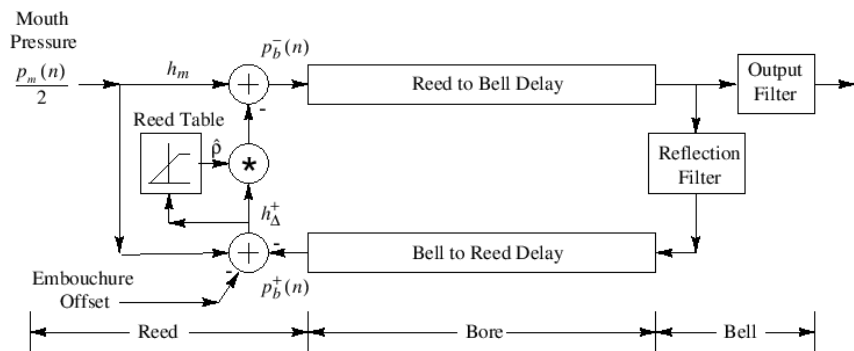 Mouth
Pressure
p_m(n)
2
h_m
p_b^-(n)
Reed to Bell Delay
Output
Filter
+
-
Reed Table
ρ̂
*
Reflection
Filter
h_Δ^+
-
+
Bell to Reed Delay
-
Embouchure
Offset
p_b^+(n)
Reed
Bore
Bell